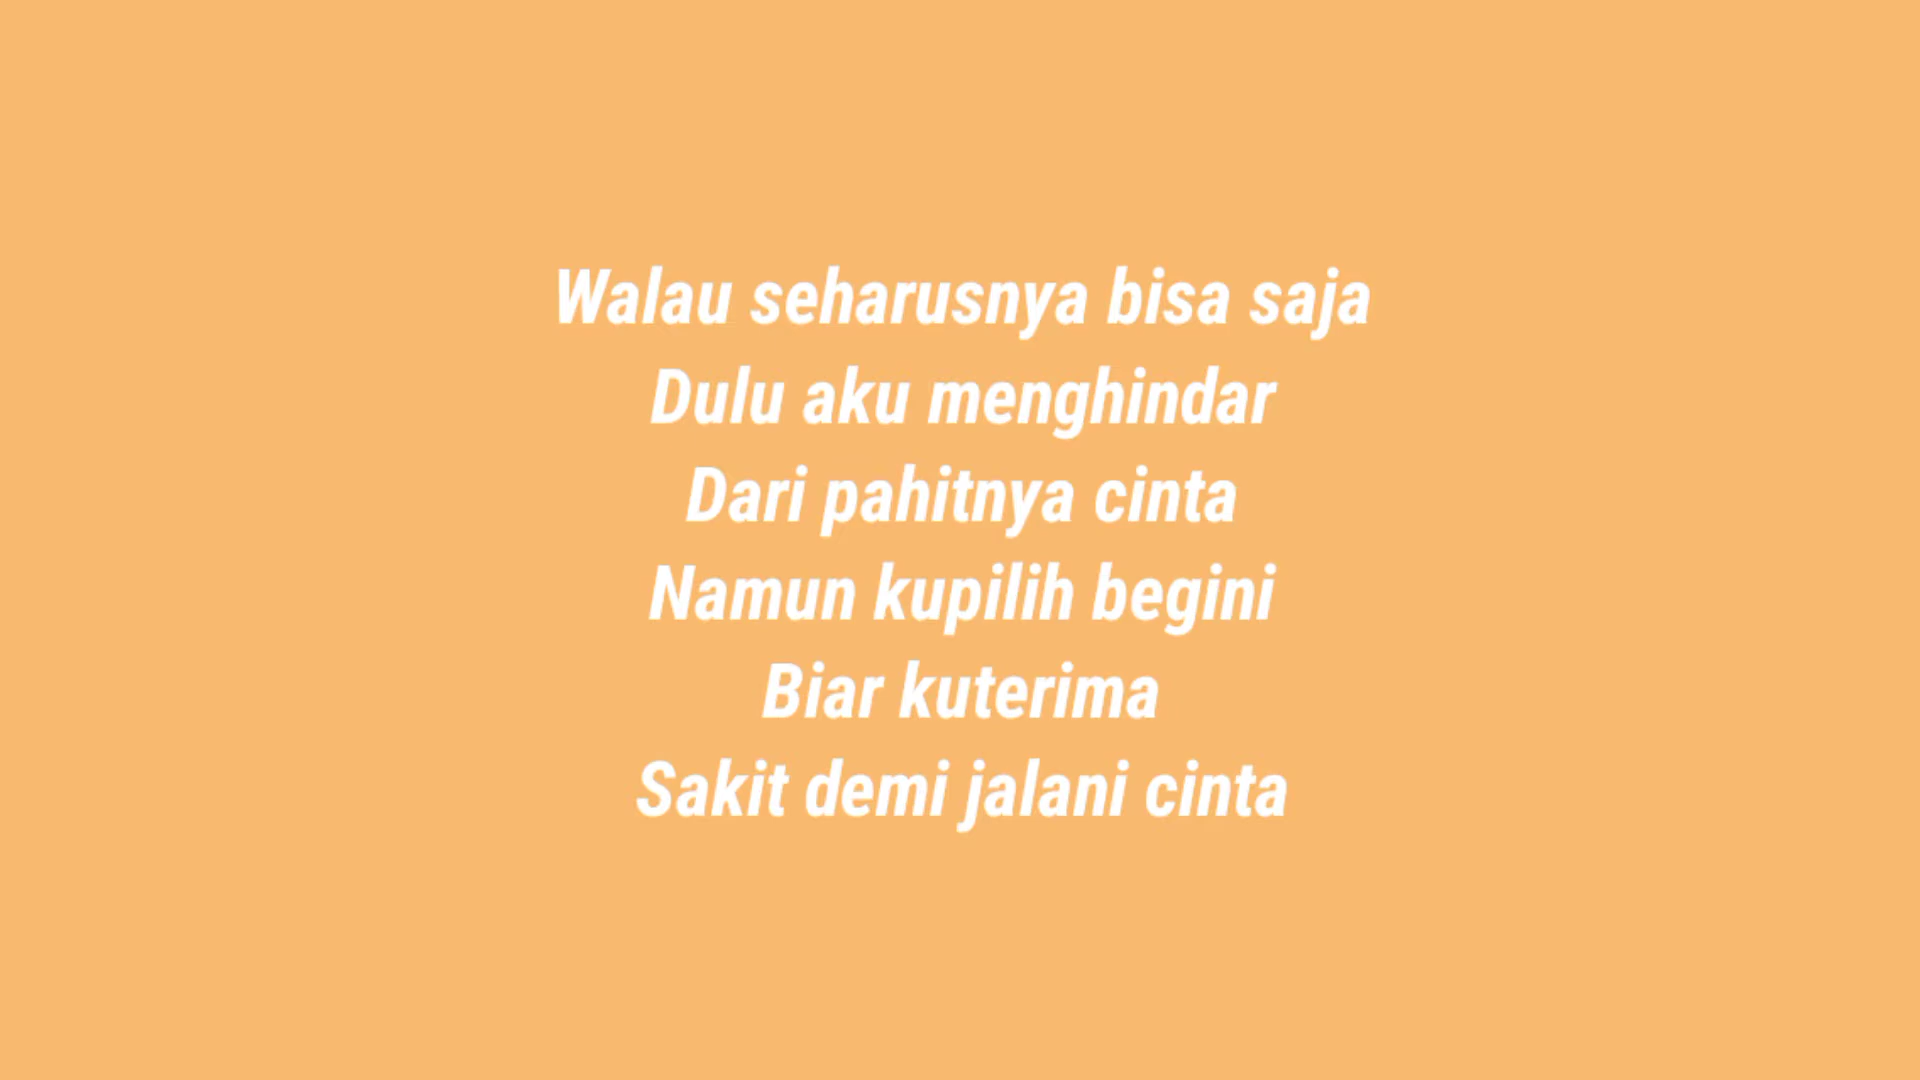 Walau seharusnya bisa saja
Dulu aku menghindar
Dari pahitnya cinta
Namun kupilih begini
Biar kuterima
Sakit demi jalani cinta